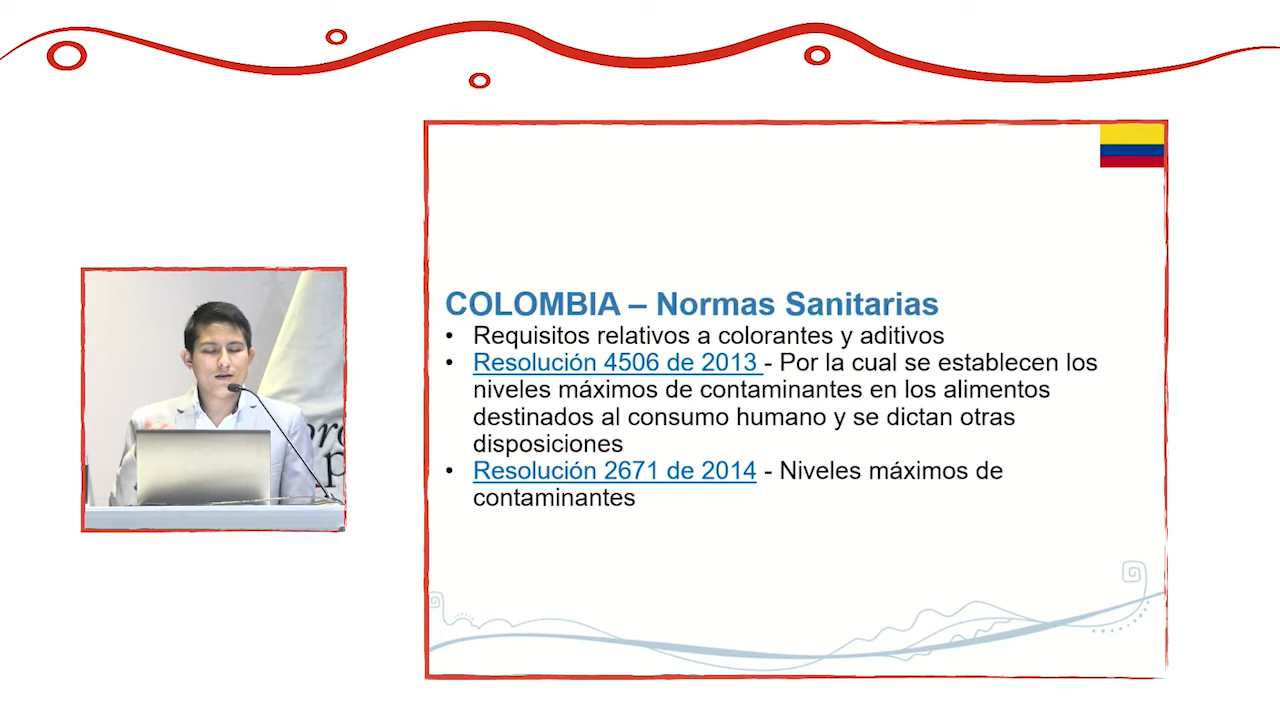 COLOMBIA – Normas Sanitarias
• Requisitos relativos a colorantes y aditivos
• Resolución 4506 de 2013 - Por la cual se establecen los
niveles máximos de contaminantes en los alimentos
destinados al consumo humano y se dictan otras
disposiciones
• Resolución 2671 de 2014 - Niveles máximos de
contaminantes